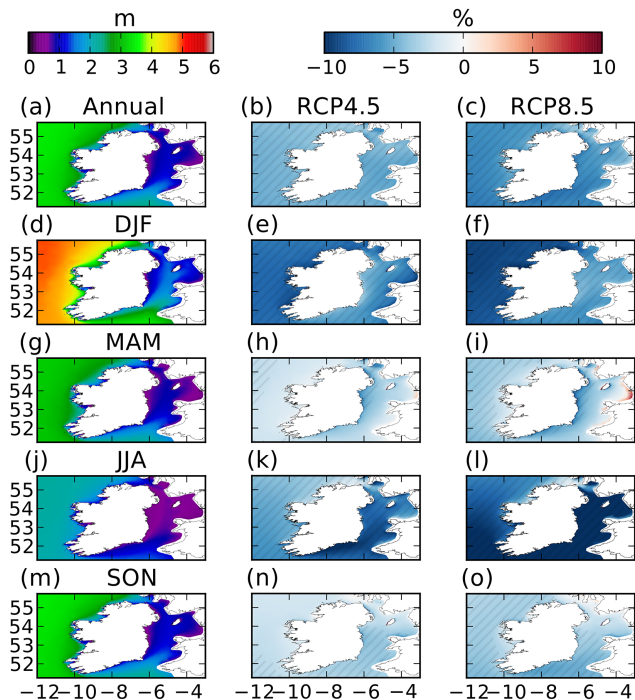 m %
0 1 2 3 4 5 6 −10 −5 0 5 10
(a) Annual (b) RCP4.5 (c) RCP8.5
55
54
53
52
(d) DJF (e) (f)
55
54
53
52
(g) MAM (h) (i)
55
54
53
52
(j) JJA (k) (l)
55
54
53
52
(m) SON (n) (o)
55
54
53
52
−12 −10 −8 −6 −4 −12 −10 −8 −6 −4 −12 −10 −8 −6 −4